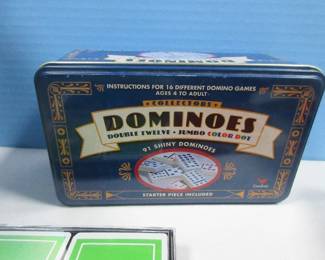 INSTRUCTIONS FOR 16 DIFFERENT DOMINO GAMES
AGES 4 TO ADULT
• COLLECTORS •
DOMINOES
DOUBLE TWELVE • JUMBO COLOR DOT
91 SHINY DOMINOES
STARTER PIECE INCLUDED
Cardinal